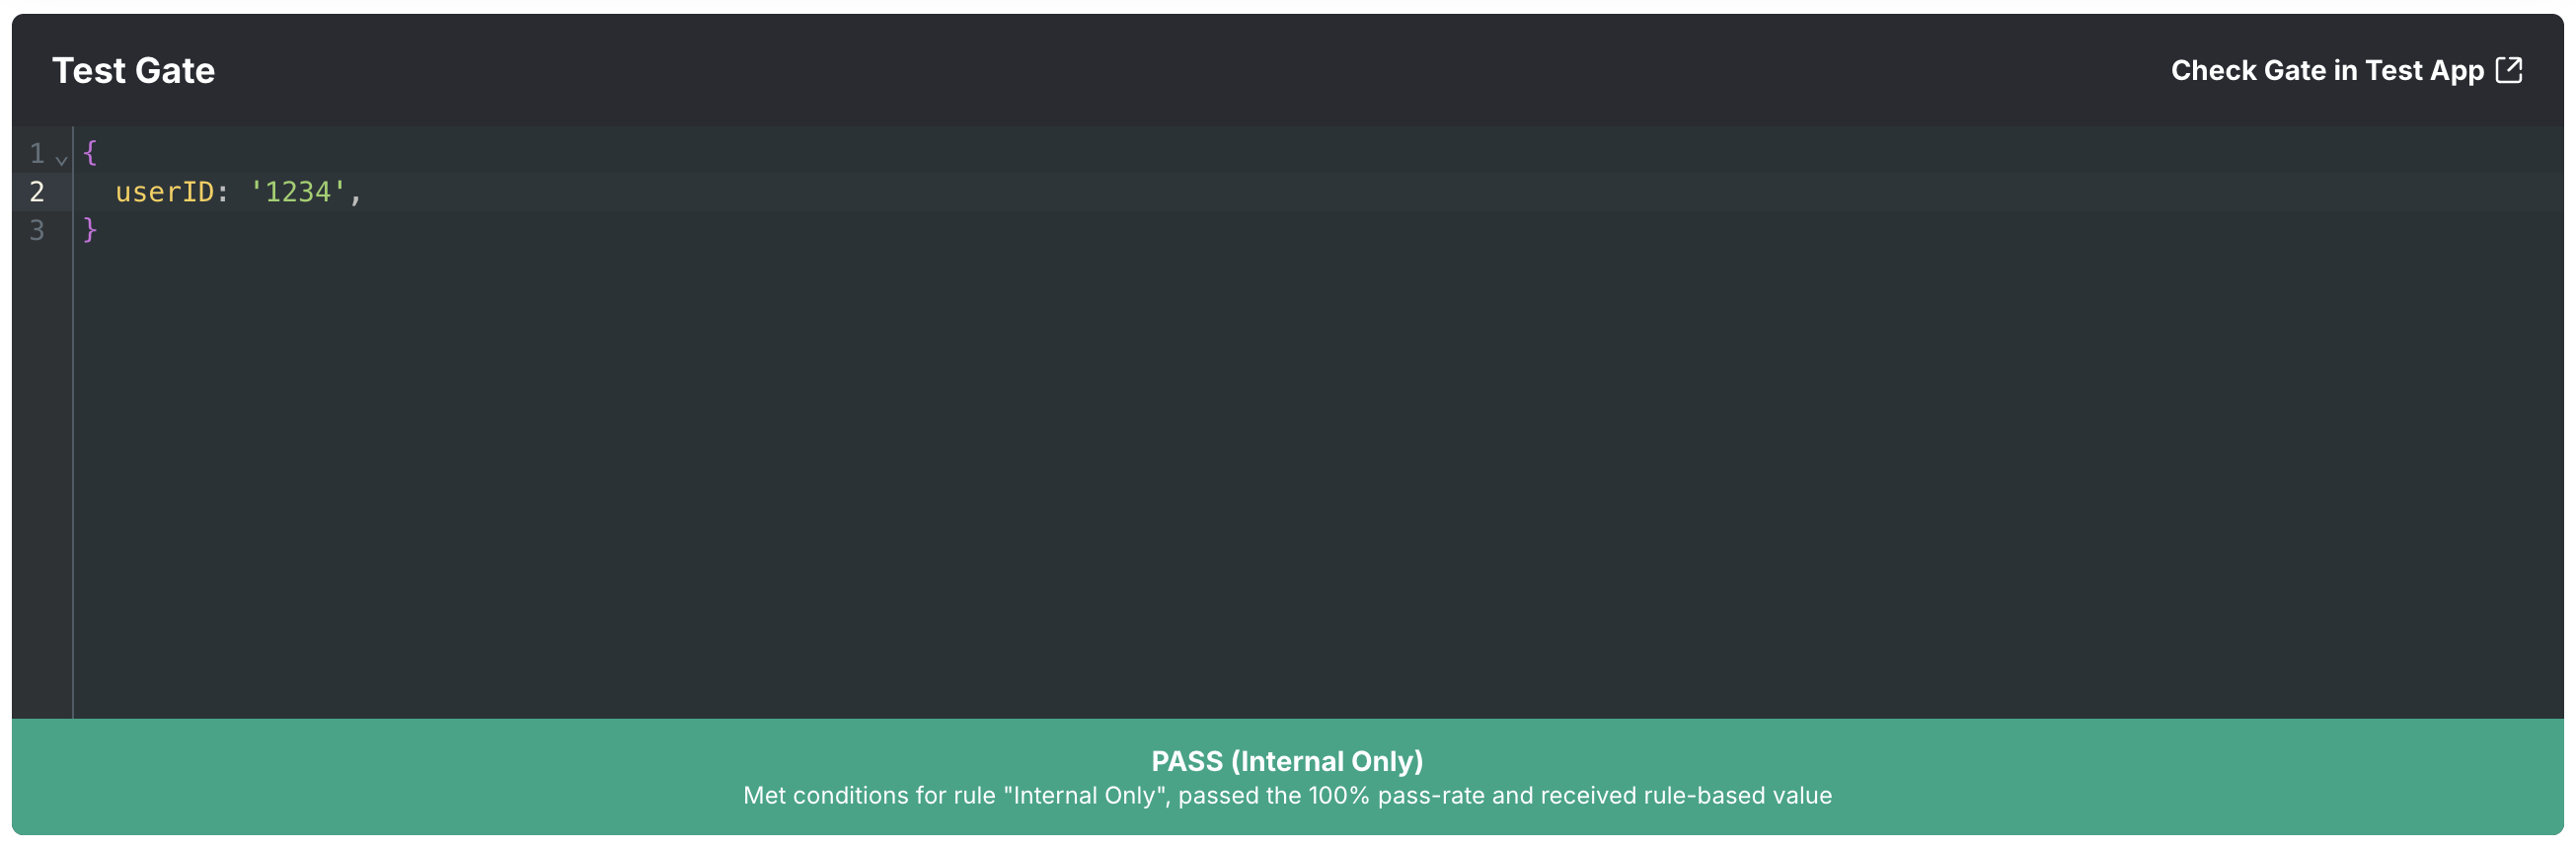 Test Gate
Check Gate in Test App
1 {
2 userID: '1234',
3 }
PASS (Internal Only)
Met conditions for rule "Internal Only", passed the 100% pass-rate and received rule-based value